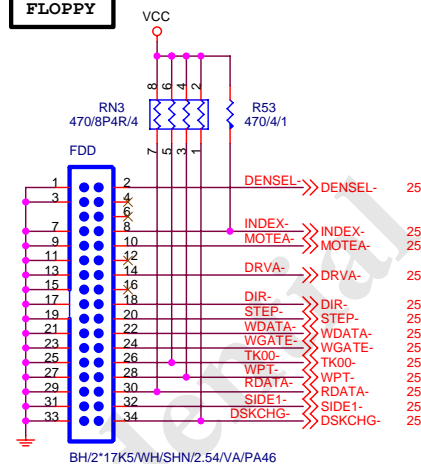 FLOPPY
VCC
8 6 4 2
RN3
470/8P4R/4
R53
470/4/1
7 5 3 1
FDD
1 2 DENSEL- DENSEL- 25
3 4
6
7 8 INDEX- INDEX- 25
9 10 MOTEA- MOTEA- 25
11 12
13 14 DRVA- DRVA- 25
15 16
17 18 DIR- DIR- 25
19 20 STEP- STEP- 25
21 22 WDATA- WDATA- 25
23 24 WGATE- WGATE- 25
25 26 TK00- TK00- 25
27 28 WPT- WPT- 25
29 30 RDATA- RDATA- 25
31 32 SIDE1- SIDE1- 25
33 34 DSKCHG- DSKCHG- 25
BH/2*17K5/WH/SHN/2.54/VA/PA46
dential